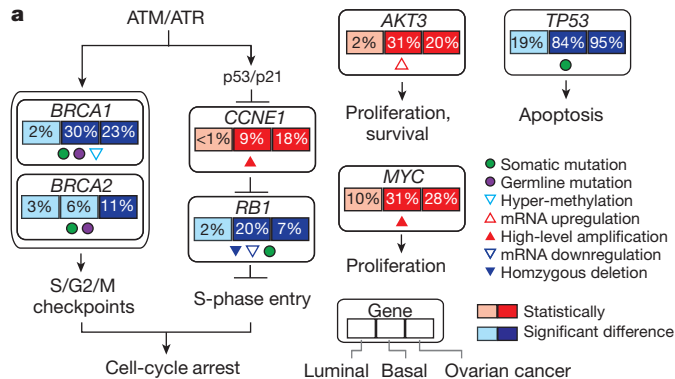 a
ATM/ATR
p53/p21
BRCA1
2% 30% 23%
BRCA2
3% 6% 11%
S/G2/M
checkpoints
CCNE1
<1% 9% 18%
RB1
2% 20% 7%
S-phase entry
Cell-cycle arrest
AKT3
2% 31% 20%
Proliferation,
survival
MYC
10% 31% 28%
Proliferation
TP53
19% 84% 95%
Apoptosis
Somatic mutation
Germline mutation
Hyper-methylation
mRNA upregulation
High-level amplification
mRNA downregulation
Homzygous deletion
Gene
Luminal Basal Ovarian cancer
Statistically
Significant difference